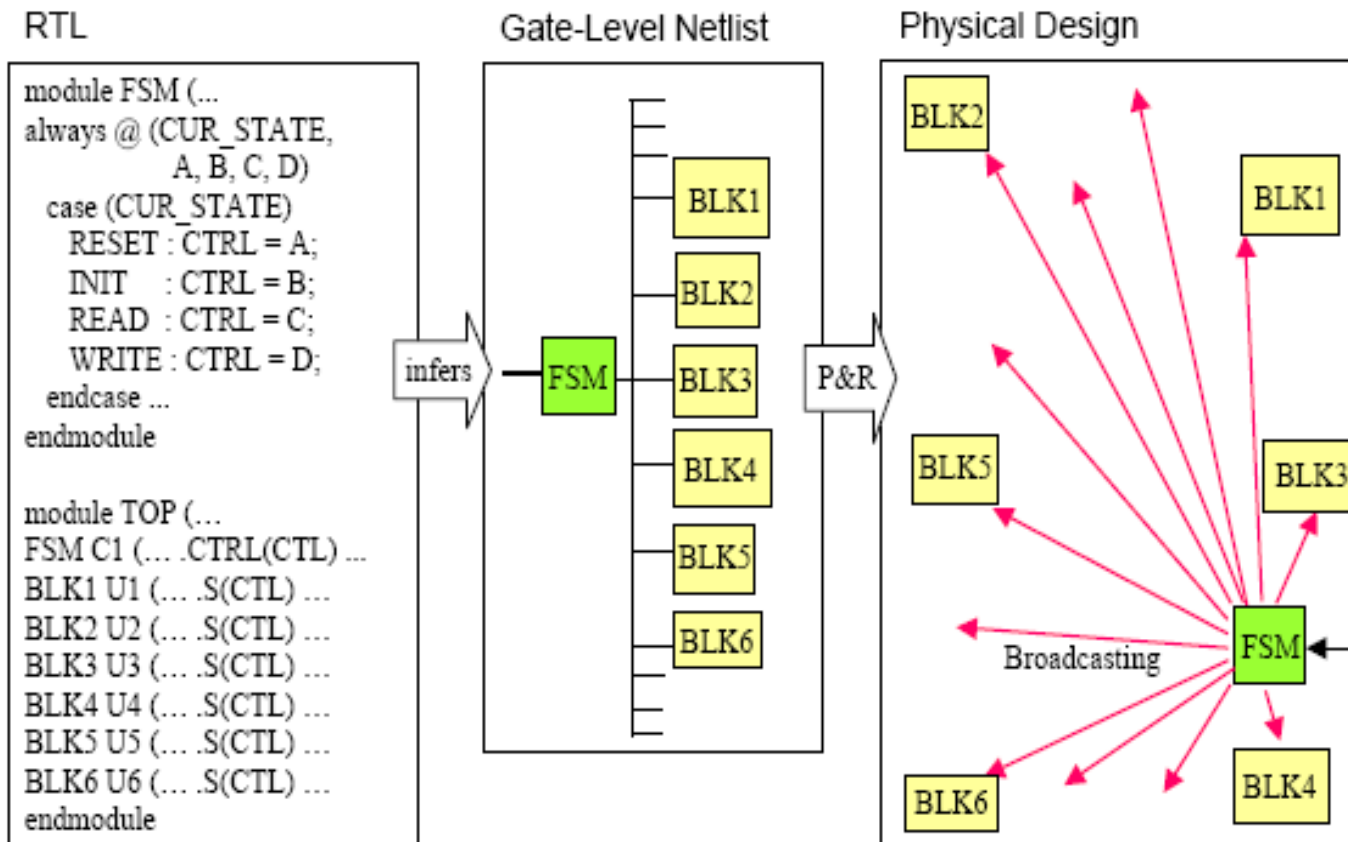 RTL
module FSM (...
always @ (CUR_STATE,
A, B, C, D)
case (CUR_STATE)
RESET : CTRL = A;
INIT : CTRL = B;
READ : CTRL = C;
WRITE : CTRL = D;
endcase ...
endmodule
module TOP (…
FSM C1 (… .CTRL(CTL) ...
BLK1 U1 (… .S(CTL) …
BLK2 U2 (… .S(CTL) …
BLK3 U3 (… .S(CTL) …
BLK4 U4 (… .S(CTL) …
BLK5 U5 (… .S(CTL) …
BLK6 U6 (… .S(CTL) …
endmodule
infers
Gate-Level Netlist
FSM
BLK1
BLK2
BLK3
BLK4
BLK5
BLK6
P&R
Physical Design
BLK2
BLK1
BLK5
BLK3
FSM
Broadcasting
BLK6
BLK4